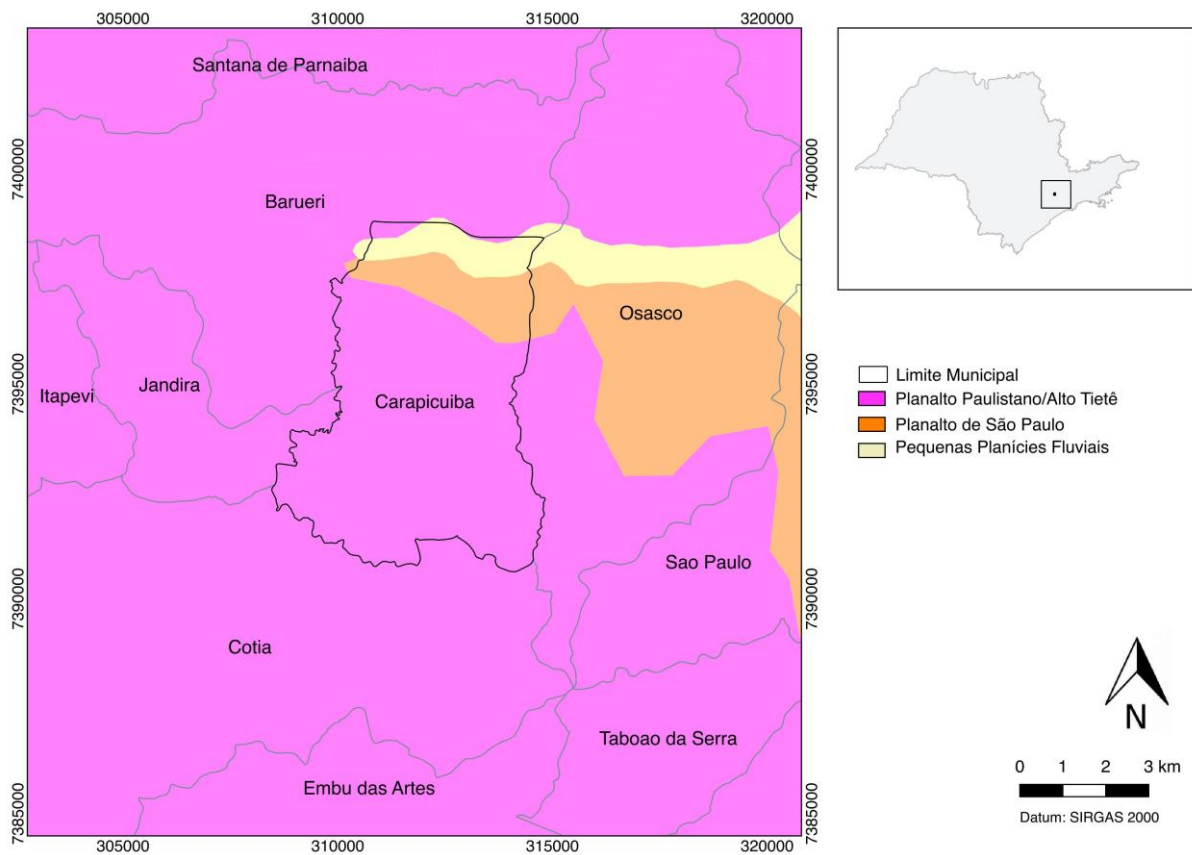 305000 310000 315000 320000
7400000 7400000
7395000 7395000
7390000 7390000
7385000 7385000
Santana de Parnaiba
Barueri
Osasco
Itapevi
Jandira
Carapicuiba
Sao Paulo
Cotia
Taboao da Serra
Embu das Artes
305000 310000 315000 320000
Limite Municipal
Planalto Paulistano/Alto Tietê
Planalto de São Paulo
Pequenas Planícies Fluviais
N
0 1 2 3 km
Datum: SIRGAS 2000